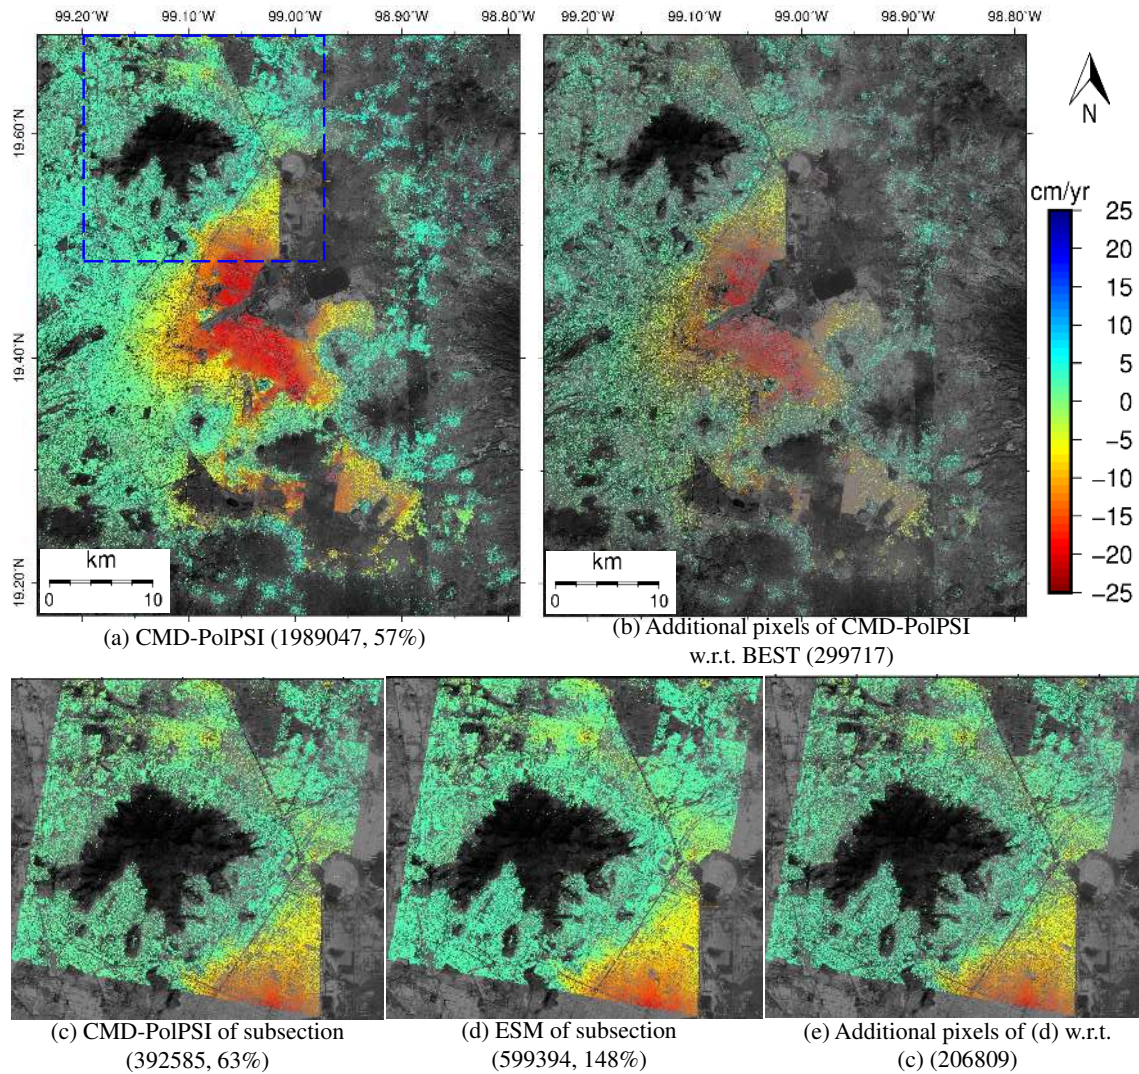 99.20°W 99.10°W 99.00°W 98.90°W 98.80°W
99.20°W 99.10°W 99.00°W 98.90°W 98.80°W
19.60°N
19.40°N
19.20°N
N
cm/yr
25
20
15
10
5
0
−5
−10
−15
−20
−25
km
0 10
km
0 10
(a) CMD-PolPSI (1989047, 57%)
(b) Additional pixels of CMD-PolPSI
w.r.t. BEST (299717)
(c) CMD-PolPSI of subsection
(392585, 63%)
(d) ESM of subsection
(599394, 148%)
(e) Additional pixels of (d) w.r.t.
(c) (206809)